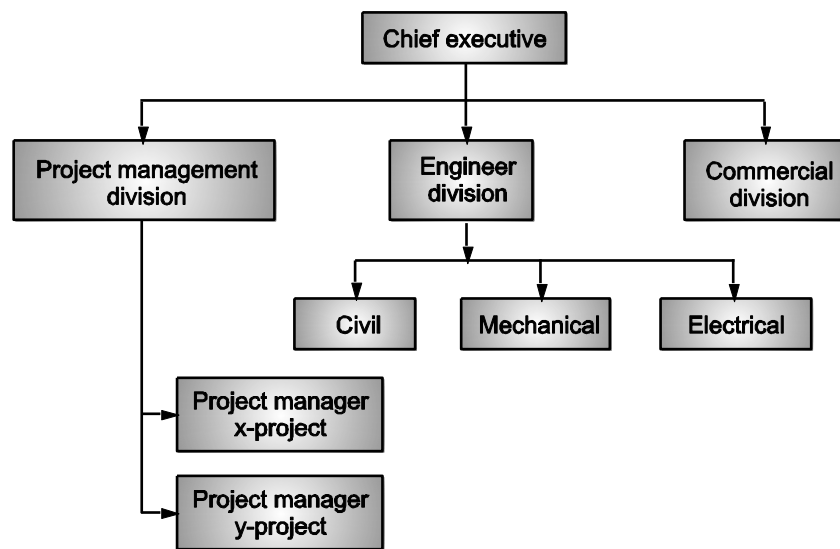 Chief executive
Project management
division
Engineer
division
Commercial
division
Civil
Mechanical
Electrical
Project manager
x-project
Project manager
y-project